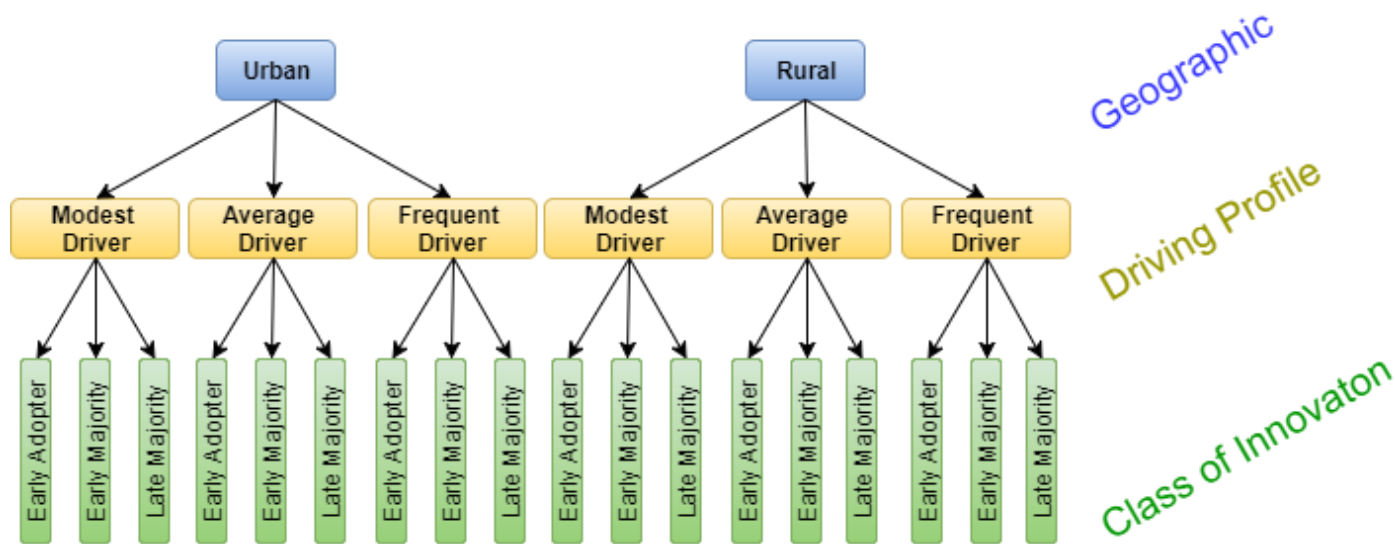 Urban
Rural
Geographic
Modest
Driver
Average
Driver
Frequent
Driver
Modest
Driver
Average
Driver
Frequent
Driver
Driving Profile
Early Adopter
Early Majority
Late Majority
Early Adopter
Early Majority
Late Majority
Early Adopter
Early Majority
Late Majority
Early Adopter
Early Majority
Late Majority
Early Adopter
Early Majority
Late Majority
Early Adopter
Early Majority
Late Majority
Class of Innovaton